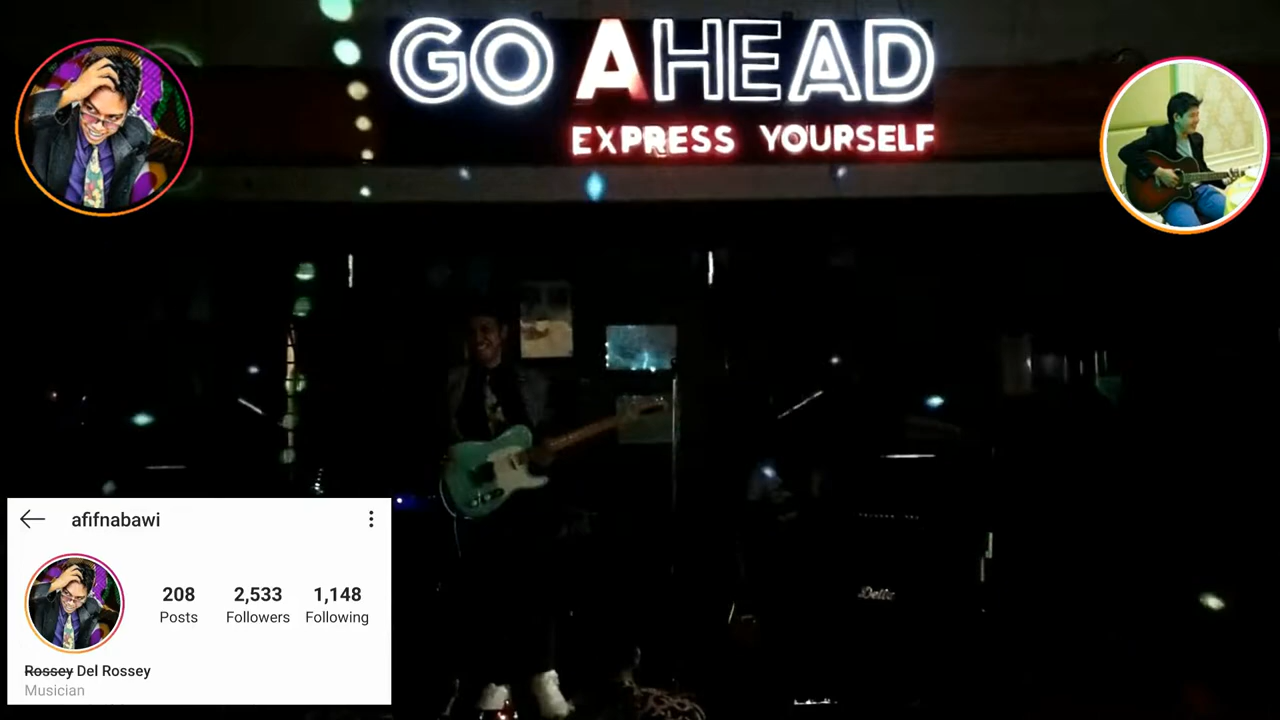 GO AHEAD
EXPRESS YOURSELF
afifnabawi
208 2,533 1,148
Posts Followers Following
Rossey Del Rossey
Musician